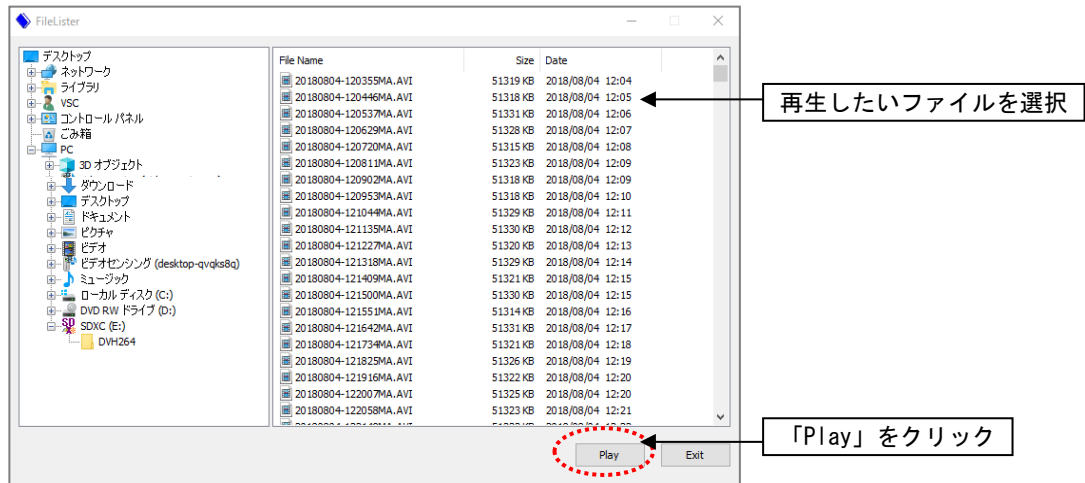 FileLister
デスクトップ
ネットワーク
ライブラリ
VSC
コントロール パネル
ごみ箱
PC
3D オブジェクト
ダウンロード
デスクトップ
ドキュメント
ピクチャ
ビデオ
ビデオセンシング (desktop-qvqks8q)
ミュージック
ローカル ディスク (C:)
DVD RW ドライブ (D:)
SDXC (E:)
DVH264
File Name Size Date
20180804-120355MA.AVI 51319 KB 2018/08/04 12:04
20180804-120446MA.AVI 51318 KB 2018/08/04 12:05
20180804-120537MA.AVI 51331 KB 2018/08/04 12:06
20180804-120629MA.AVI 51328 KB 2018/08/04 12:07
20180804-120720MA.AVI 51315 KB 2018/08/04 12:08
20180804-120811MA.AVI 51323 KB 2018/08/04 12:09
20180804-120902MA.AVI 51318 KB 2018/08/04 12:09
20180804-120953MA.AVI 51318 KB 2018/08/04 12:10
20180804-121044MA.AVI 51329 KB 2018/08/04 12:11
20180804-121135MA.AVI 51330 KB 2018/08/04 12:12
20180804-121227MA.AVI 51320 KB 2018/08/04 12:13
20180804-121318MA.AVI 51329 KB 2018/08/04 12:14
20180804-121409MA.AVI 51321 KB 2018/08/04 12:15
20180804-121500MA.AVI 51330 KB 2018/08/04 12:15
20180804-121551MA.AVI 51314 KB 2018/08/04 12:16
20180804-121642MA.AVI 51331 KB 2018/08/04 12:17
20180804-121734MA.AVI 51321 KB 2018/08/04 12:18
20180804-121825MA.AVI 51326 KB 2018/08/04 12:19
20180804-121916MA.AVI 51322 KB 2018/08/04 12:20
20180804-122007MA.AVI 51325 KB 2018/08/04 12:20
20180804-122058MA.AVI 51323 KB 2018/08/04 12:21
再生したいファイルを選択
「Play」をクリック
Play
Exit